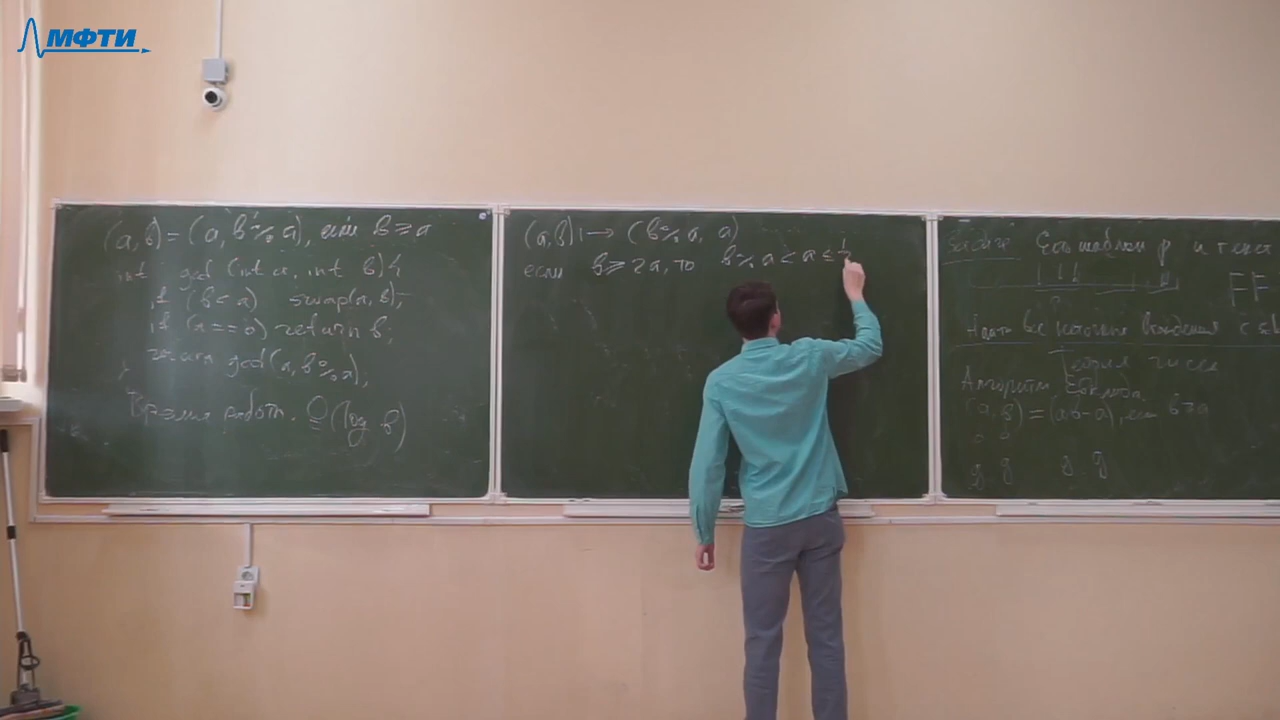 МФТИ
(a, b) = (a, b % a), если b ⩾ a
int gcd (int a, int b) {
if (b < a) swap(a, b);
if (a == 0) return b;
return gcd(a, b % a);
}
Время работы: O(log b)
(a, b) ⟼ (b % a, a)
если b ⩾ 2a, то b % a < a ≤ 1
Задача Есть шаблон p и текст
FF
Найти все
Теория чисел
Алгоритм Евклида
(a, b) = (a, b - a), если b ⩾ a